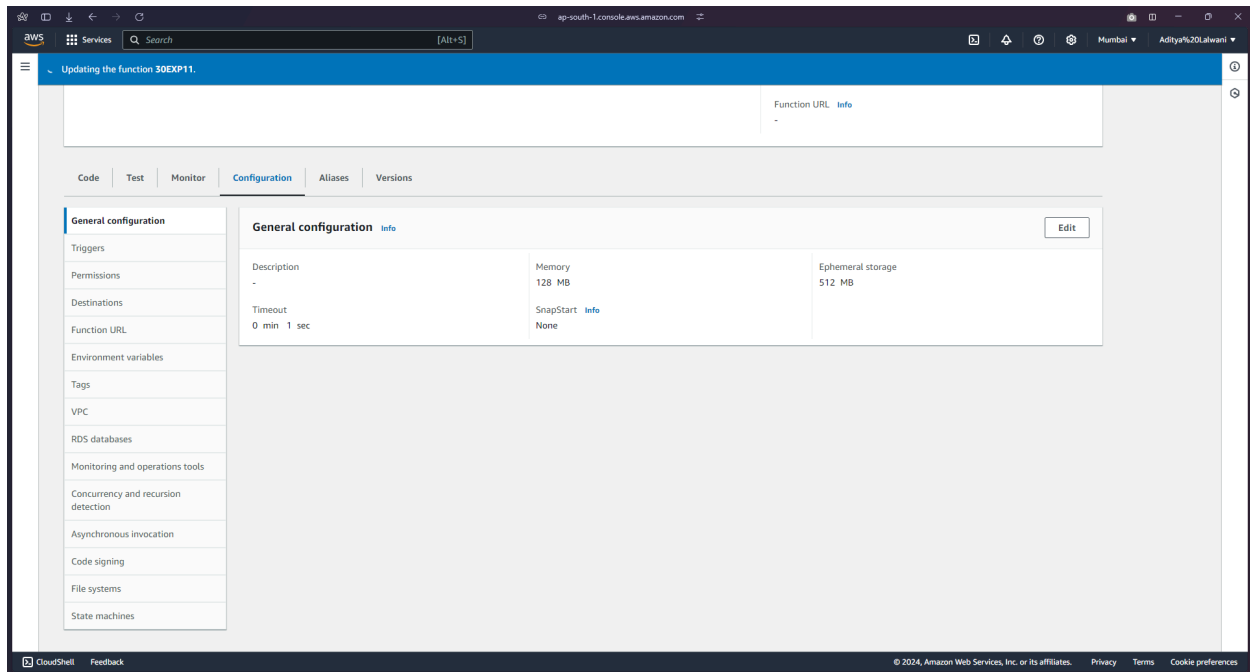 ap-south-1.console.aws.amazon.com
aws
Services
Search
[Alt+S]
Mumbai
Aditya%20Lalwani
Updating the function 30EXP11.
Function URL Info
-
Code
Test
Monitor
Configuration
Aliases
Versions
General configuration
Triggers
Permissions
Destinations
Function URL
Environment variables
Tags
VPC
RDS databases
Monitoring and operations tools
Concurrency and recursion
detection
Asynchronous invocation
Code signing
File systems
State machines
General configuration Info
Edit
Description
-
Memory
128 MB
Ephemeral storage
512 MB
Timeout
0 min 1 sec
SnapStart Info
None
CloudShell
Feedback
© 2024, Amazon Web Services, Inc. or its affiliates.
Privacy
Terms
Cookie preferences